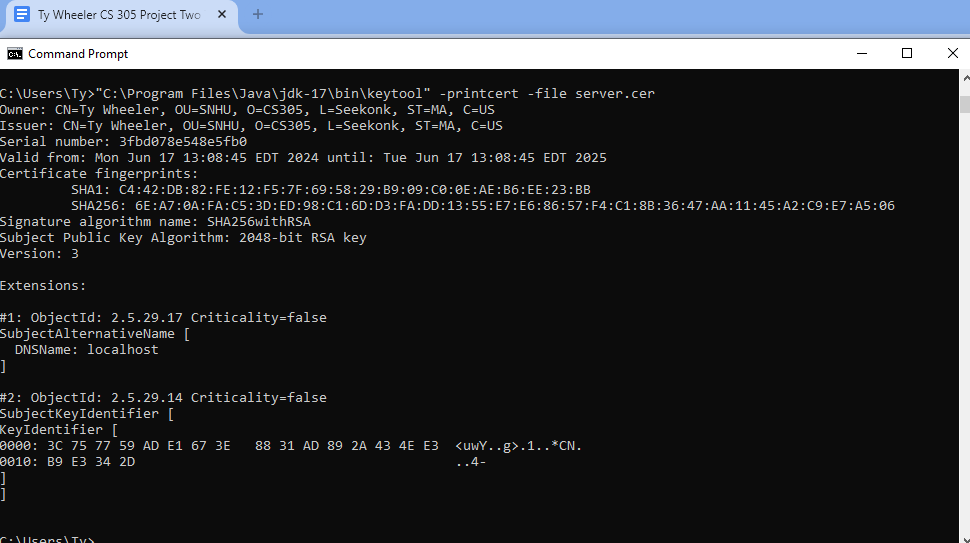 Ty Wheeler CS 305 Project Two
Command Prompt
C:\Users\Ty>"C:\Program Files\Java\jdk-17\bin\keytool" -printcert -file server.cer
Owner: CN=Ty Wheeler, OU=SNHU, O=CS305, L=Seekonk, ST=MA, C=US
Issuer: CN=Ty Wheeler, OU=SNHU, O=CS305, L=Seekonk, ST=MA, C=US
Serial number: 3fbd078e548e5fb0
Valid from: Mon Jun 17 13:08:45 EDT 2024 until: Tue Jun 17 13:08:45 EDT 2025
Certificate fingerprints:
SHA1: C4:42:DB:82:FE:12:F5:7F:69:58:29:B9:09:C0:0E:AE:B6:EE:23:BB
SHA256: 6E:A7:0A:FA:C5:3D:ED:98:C1:6D:D3:FA:DD:13:55:E7:E6:86:57:F4:C1:8B:36:47:AA:11:45:A2:C9:E7:A5:06
Signature algorithm name: SHA256withRSA
Subject Public Key Algorithm: 2048-bit RSA key
Version: 3
Extensions:
#1: ObjectId: 2.5.29.17 Criticality=false
SubjectAlternativeName [
DNSName: localhost
]
#2: ObjectId: 2.5.29.14 Criticality=false
SubjectKeyIdentifier [
KeyIdentifier [
0000: 3C 75 77 59 AD E1 67 3E   88 31 AD 89 2A 43 4E E3  <uwY..g>.1..*CN.
0010: B9 E3 34 2D                                        ..4-
]
]
C:\Users\Ty>